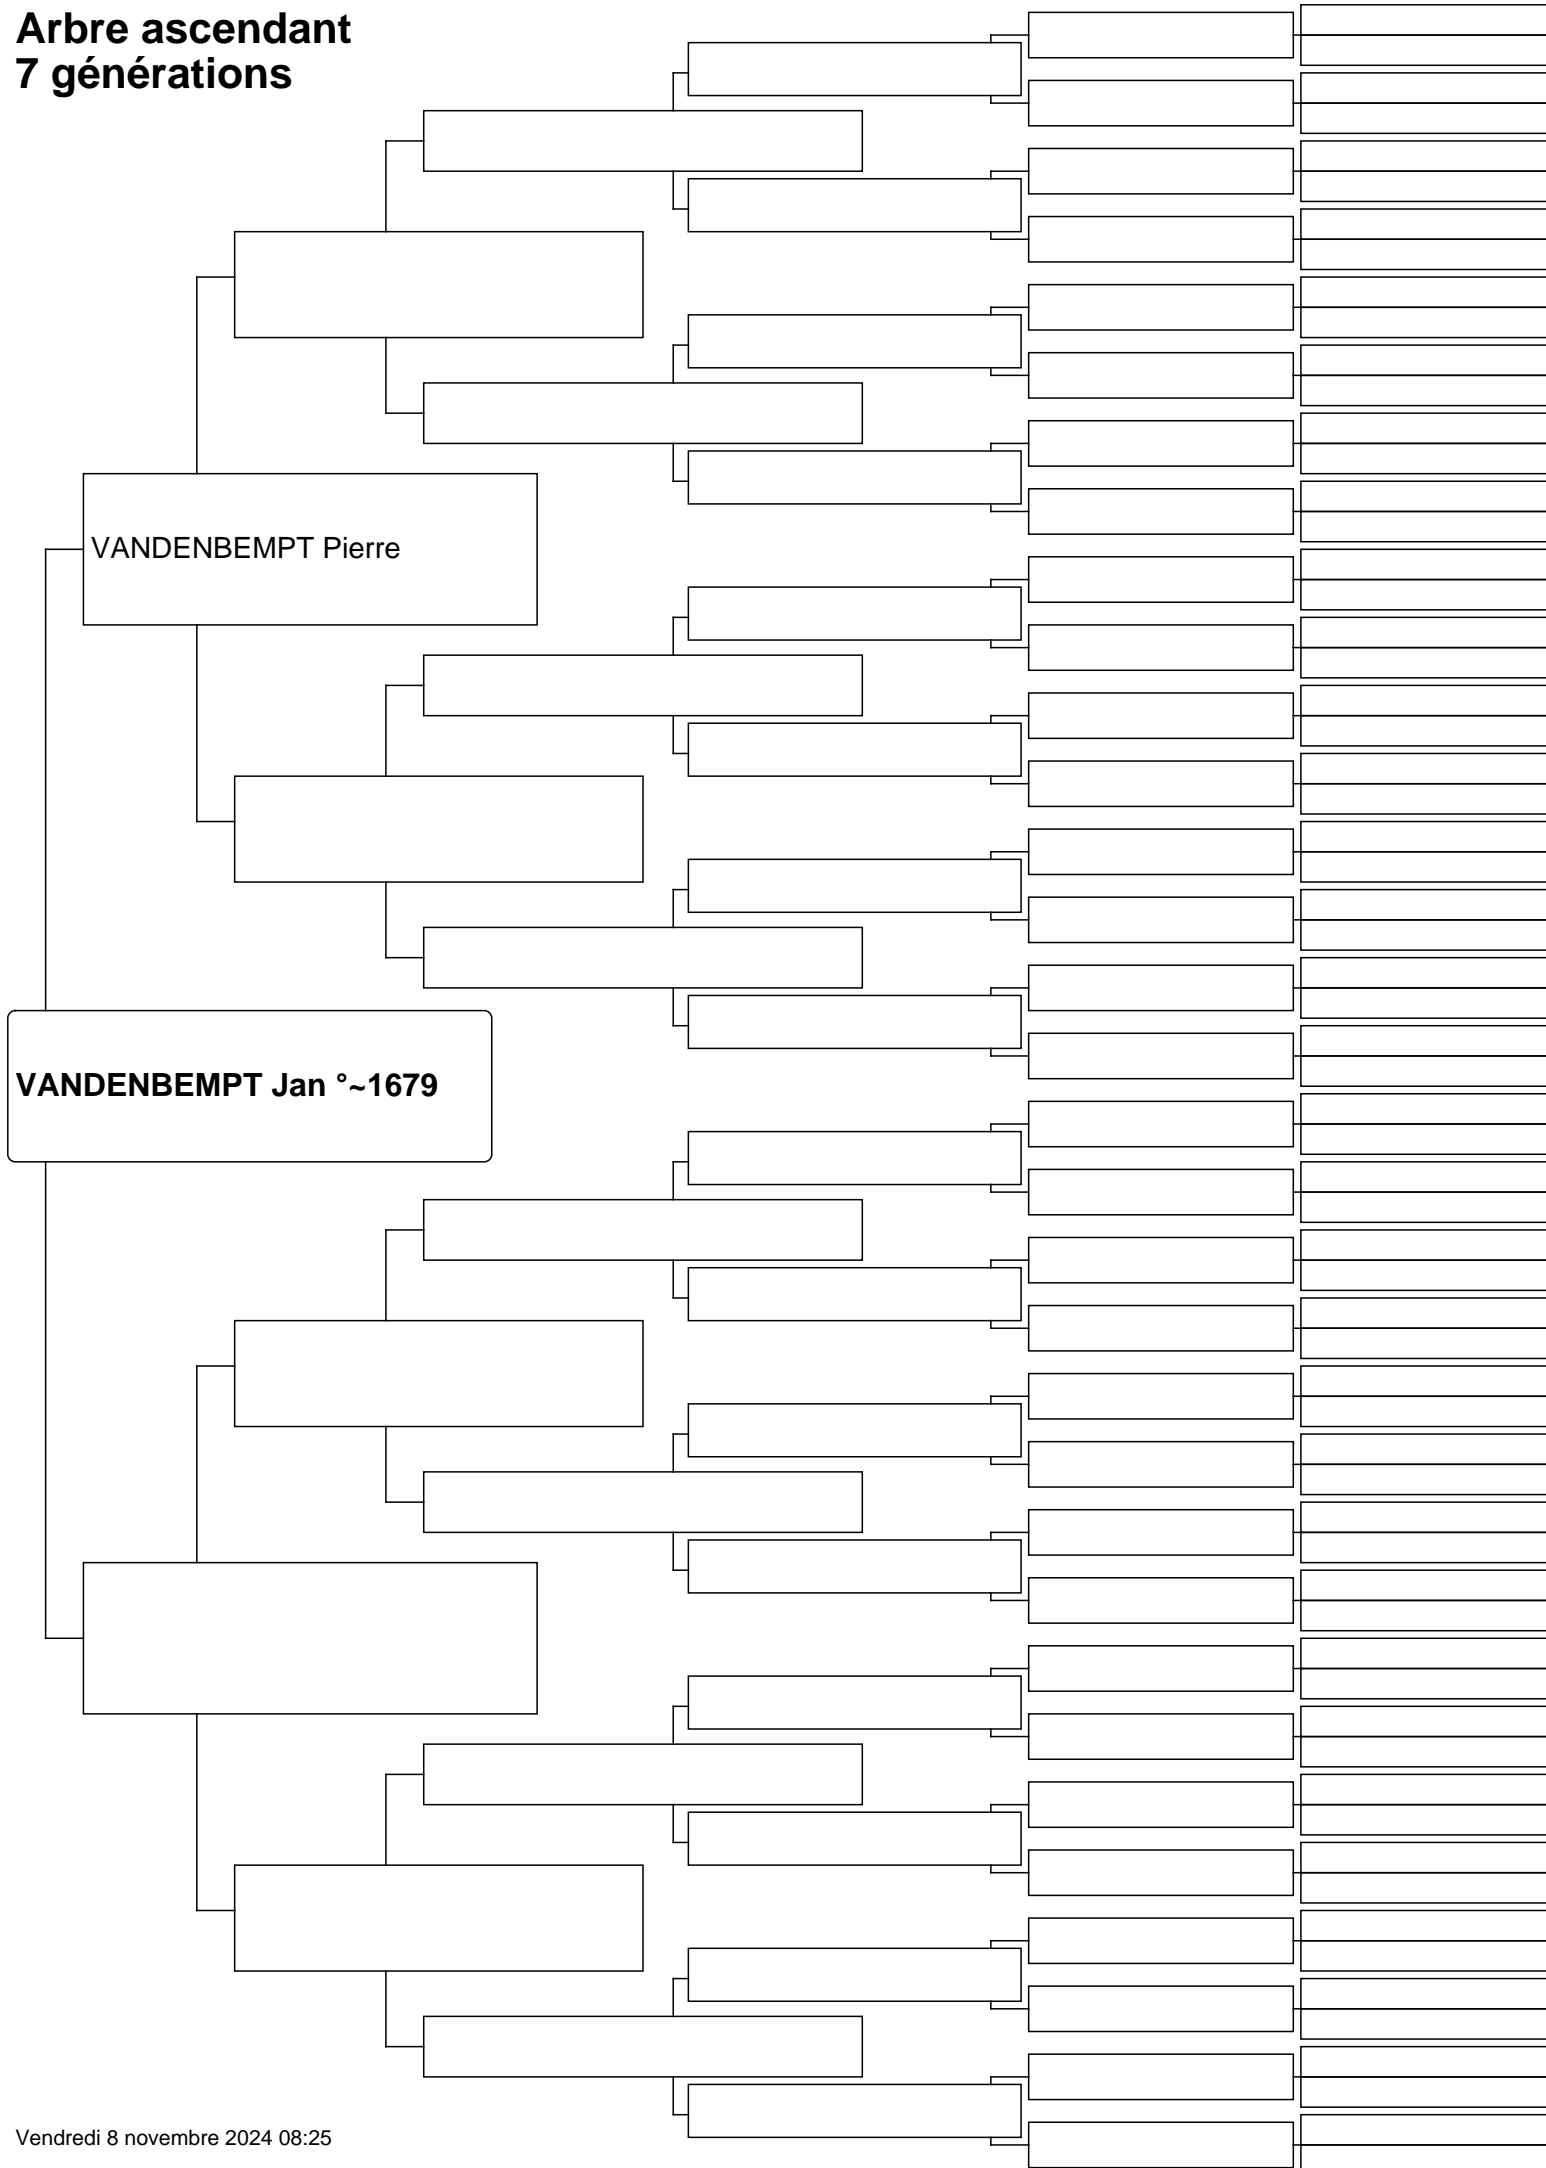 Arbre ascendant
7 générations
VANDENBEMPT Pierre
VANDENBEMPT Jan °~1679
Vendredi 8 novembre 2024 08:25